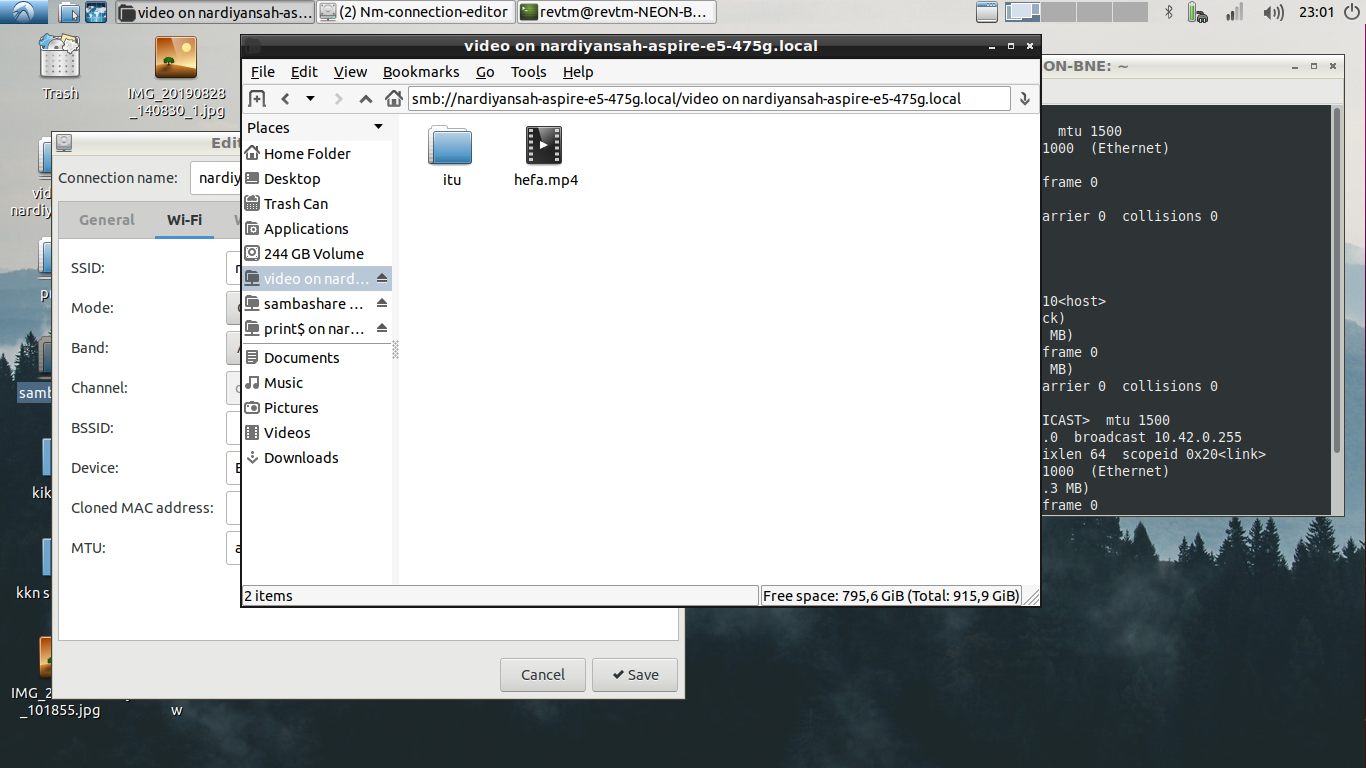 video on nardiyansah-as...
(2) Nm-connection-editor
revtm@revtm-NEON-B...
23:01
Trash
IMG_20190828
_140830_1.jpg
video on nardiyansah-aspire-e5-475g.local
File Edit View Bookmarks Go Tools Help
smb://nardiyansah-aspire-e5-475g.local/video on nardiyansah-aspire-e5-475g.local
Places
Home Folder
Desktop
Trash Can
Applications
244 GB Volume
video on nard...
sambashare ...
print$ on nar...
Documents
Music
Pictures
Videos
Downloads
itu
hefa.mp4
2 items
Free space: 795,6 GiB (Total: 915,9 GiB)
Edit
Connection name: nardiy
General Wi-Fi
SSID:
Mode:
Band:
Channel:
BSSID:
Device:
Cloned MAC address:
MTU:
Cancel
Save
ON-BNE: ~
mtu 1500
1000 (Ethernet)
frame 0
arrier 0 collisions 0
10<host>
ck)
MB)
frame 0
MB)
arrier 0 collisions 0
ICAST> mtu 1500
.0 broadcast 10.42.0.255
ixlen 64 scopeid 0x20<link>
1000 (Ethernet)
.3 MB)
frame 0
vid
nardiy
p
samb
kik
kkn s
IMG_2
_101855.jpg
w